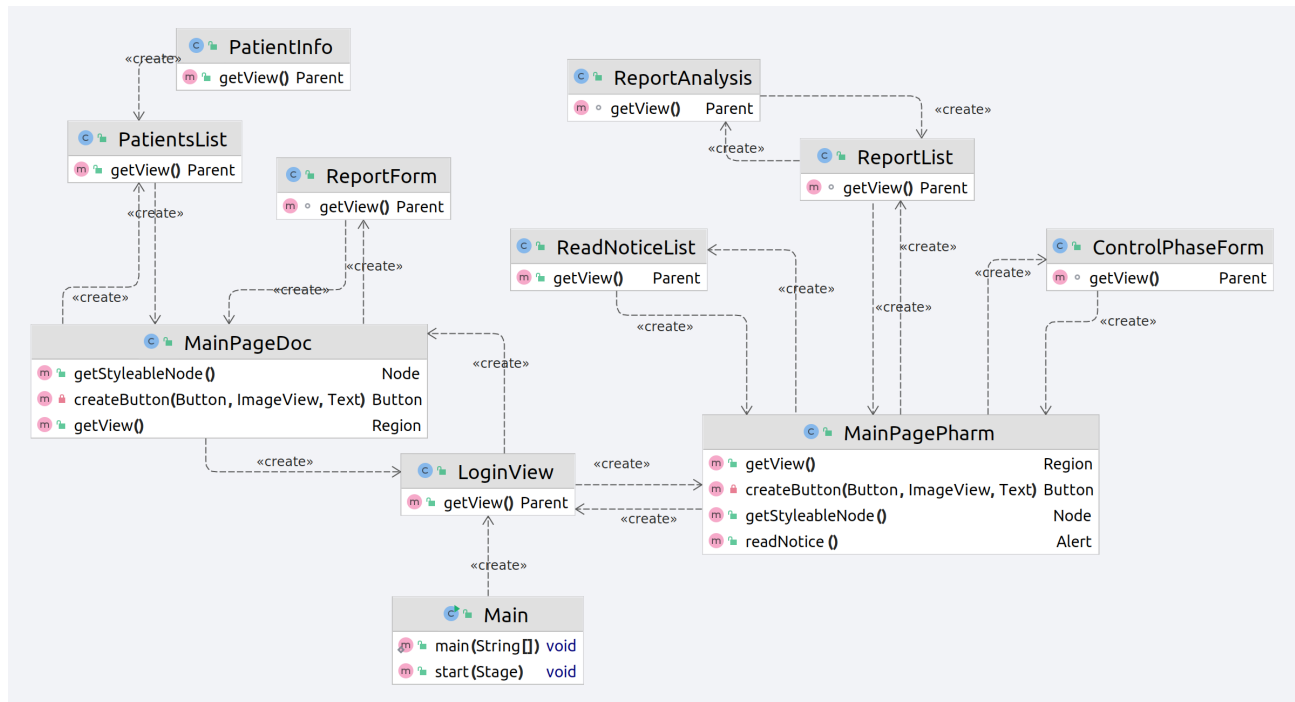 PatientInfo
getView() Parent
«create»
PatientsList
getView() Parent
«create»
«create»
ReportForm
getView() Parent
«create»
«create»
MainPageDoc
getStyleableNode() Node
createButton(Button, ImageView, Text) Button
getView() Region
«create»
«create»
LoginView
getView() Parent
«create»
«create»
«create»
Main
main(String[]) void
start(Stage) void
ReportAnalysis
getView() Parent
«create»
«create»
ReportList
getView() Parent
«create»
«create»
ReadNoticeList
getView() Parent
«create»
«create»
ControlPhaseForm
getView() Parent
«create»
«create»
MainPagePharm
getView() Region
createButton(Button, ImageView, Text) Button
getStyleableNode() Node
readNotice () Alert